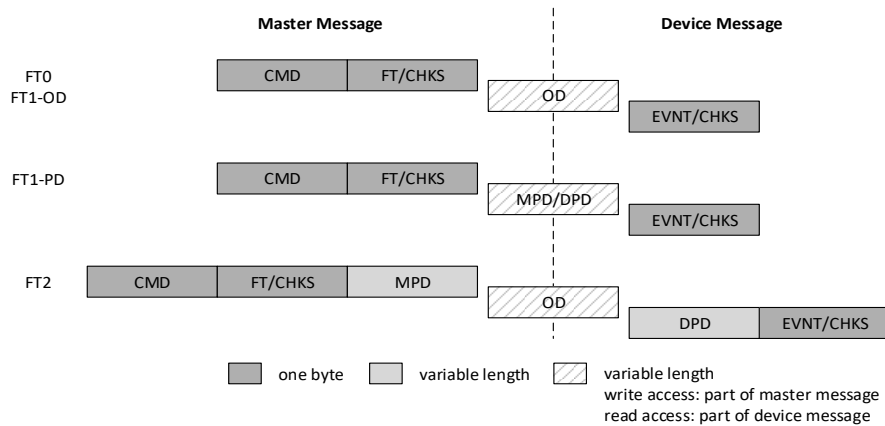 Master Message Device Message
FT0
FT1-OD
CMD FT/CHKS
OD
EVNT/CHKS
FT1-PD
CMD FT/CHKS
MPD/DPD
EVNT/CHKS
FT2
CMD FT/CHKS MPD
OD
DPD EVNT/CHKS
one byte variable length variable length
write access: part of master message
read access: part of device message